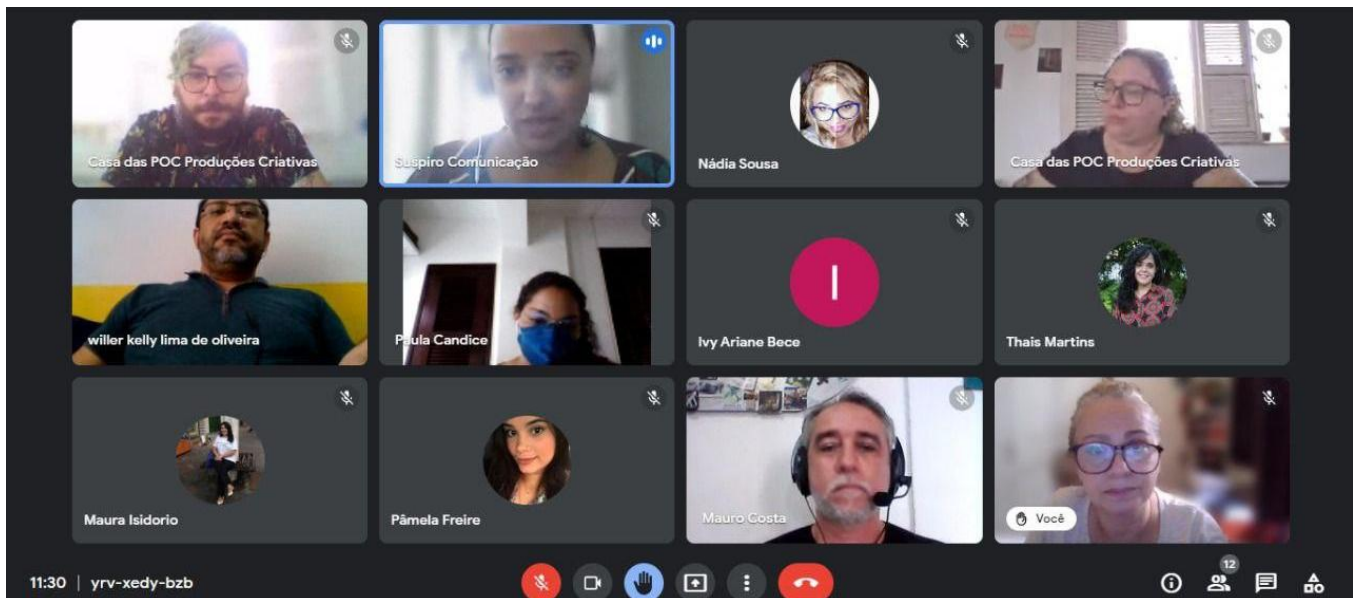 Casa das POC Produções Criativas
Suspiro Comunicação
Nádia Sousa
Casa das POC Produções Criativas
willer kelly lima de oliveira
Paula Candice
I
Ivy Ariane Bece
Thais Martins
Maura Isidorio
Pâmela Freire
Mauro Costa
Você
11:30 | yrv-xedy-bzb
12